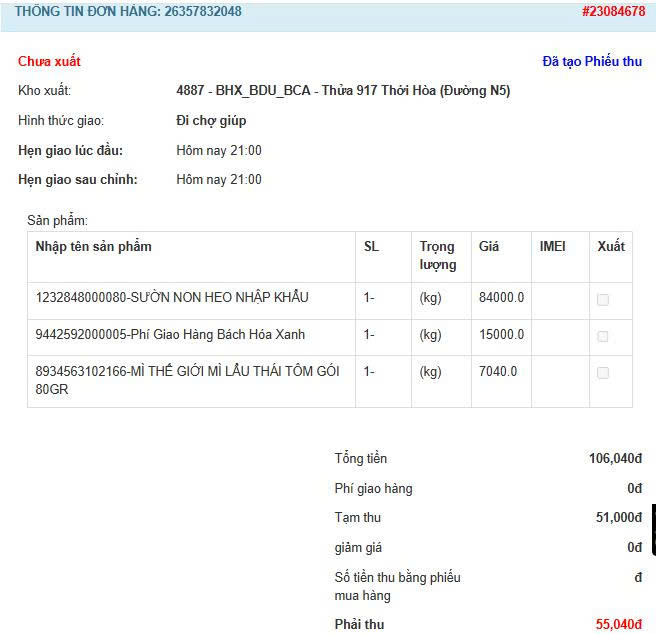 THÔNG TIN ĐƠN HÀNG: 26357832048 #23084678
Chưa xuất Đã tạo Phiếu thu
Kho xuất: 4887 - BHX_BDU_BCA - Thửa 917 Thới Hòa (Đường N5)
Hình thức giao: Đi chợ giúp
Hẹn giao lúc đầu: Hôm nay 21:00
Hẹn giao sau chỉnh: Hôm nay 21:00
Sản phẩm:
Nhập tên sản phẩm SL Trọng lượng Giá IMEI Xuất
1232848000080-SƯỜN NON HEO NHẬP KHẨU 1- (kg) 84000.0
9442592000005-Phí Giao Hàng Bách Hóa Xanh 1- (kg) 15000.0
8934563102166-MÌ THẾ GIỚI MÌ LẨU THÁI TÔM GÓI 1- (kg) 7040.0
80GR
Tổng tiền 106,040đ
Phí giao hàng 0đ
Tạm thu 51,000đ
giảm giá 0đ
Số tiền thu bằng phiếu đ
mua hàng
Phải thu 55,040đ